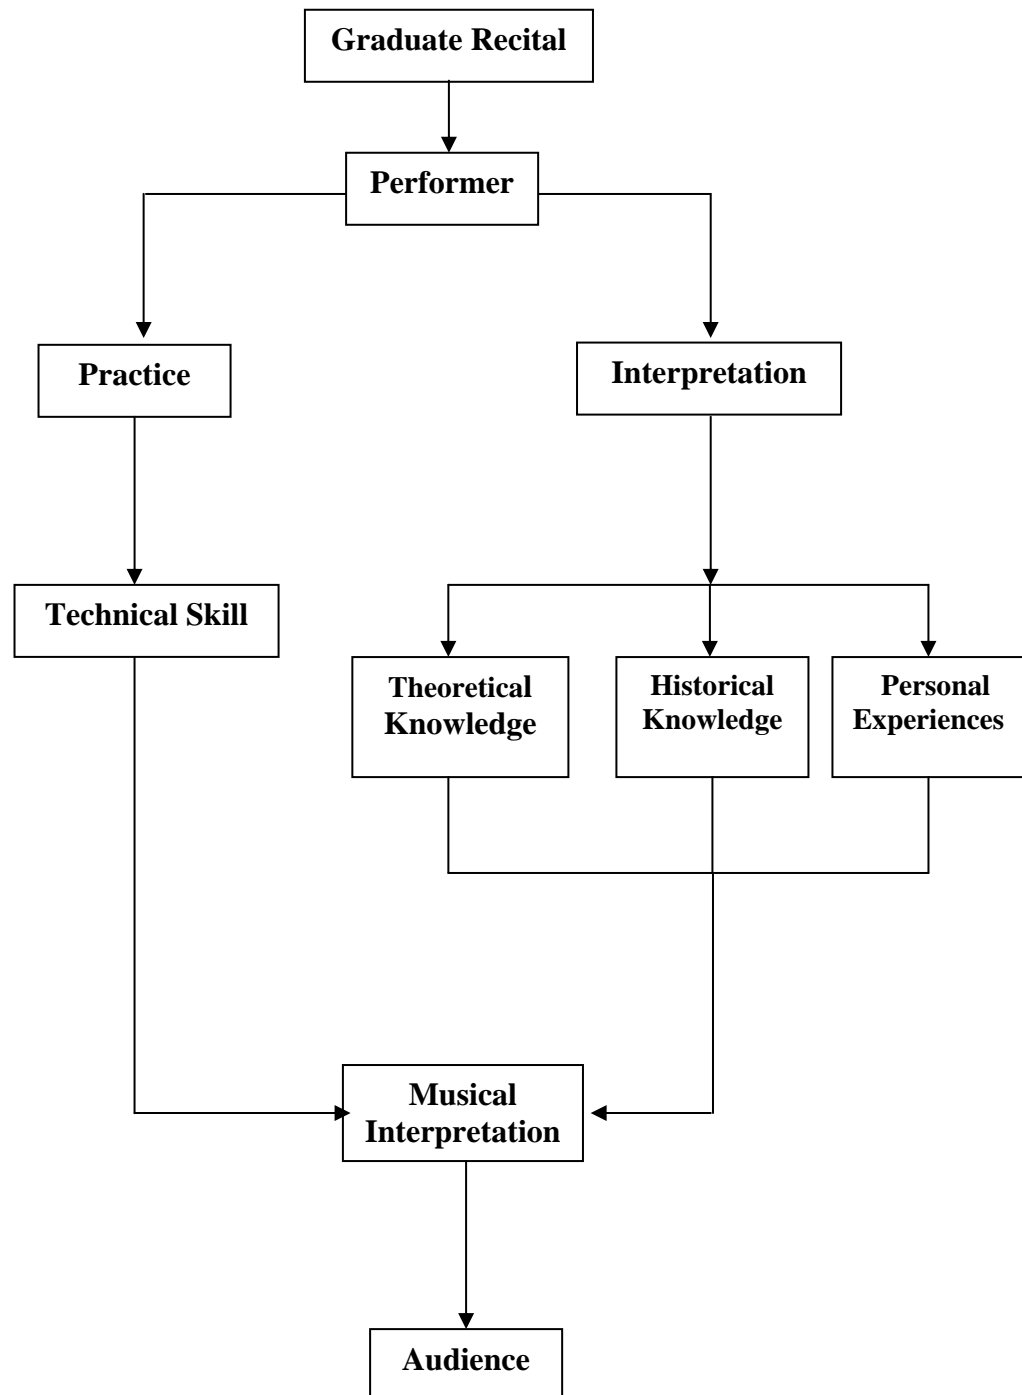 Graduate Recital
Performer
Practice
Interpretation
Technical Skill
Theoretical
Knowledge
Historical
Knowledge
Personal
Experiences
Musical
Interpretation
Audience